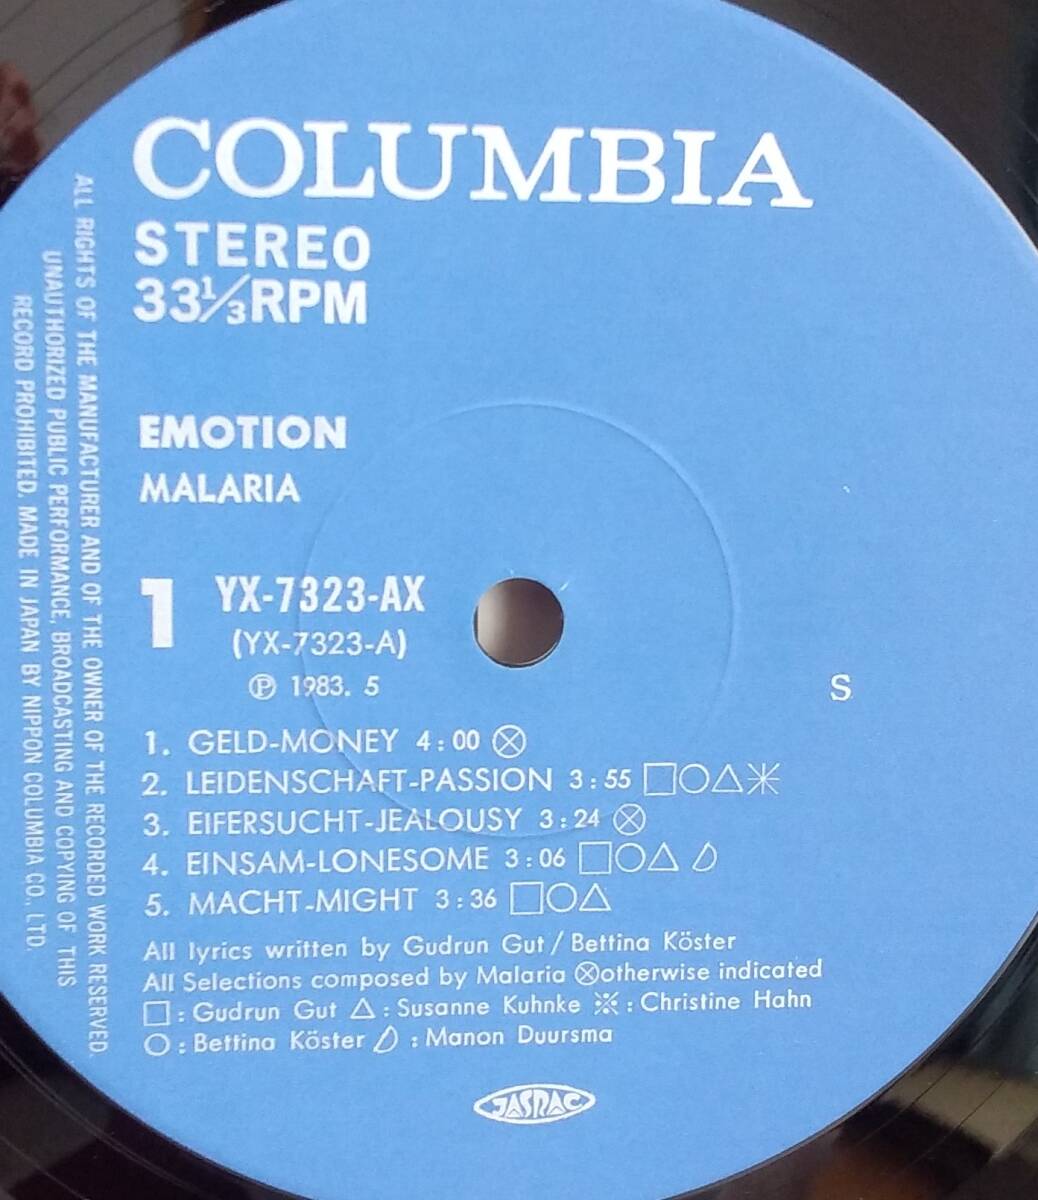 COLUMBIA
STEREO
33⅓RPM
EMOTION
MALARIA
1 YX-7323-AX
(YX-7323-A)
Ⓟ 1983. 5
S
1. GELD-MONEY 4:00 ⊗
2. LEIDENSCHAFT-PASSION 3:55 □○△✳
3. EIFERSUCHT-JEALOUSY 3:24 ⊗
4. EINSAM-LONESOME 3:06 □○△ D
5. MACHT-MIGHT 3:36 □○△
All lyrics written by Gudrun Gut / Bettina Köster
All Selections composed by Malaria ⊗otherwise indicated
□ : Gudrun Gut △ : Susanne Kuhnke ※ : Christine Hahn
○ : Bettina Köster D : Manon Duursma
JASRAC
ALL RIGHTS OF THE MANUFACTURER AND OF THE OWNER OF THE RECORDED WORK RESERVED.
UNAUTHORIZED PUBLIC PERFORMANCE, BROADCASTING AND COPYING OF THIS
RECORD PROHIBITED. MADE IN JAPAN BY NIPPON COLUMBIA CO., LTD.